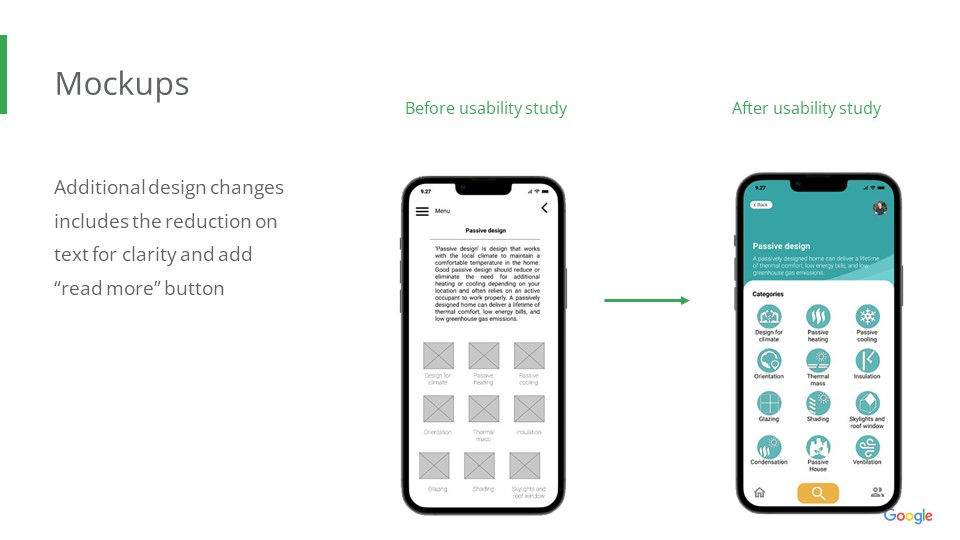 Mockups
Before usability study
After usability study
Additional design changes
includes the reduction on
text for clarity and add
“read more” button
9.27
Menu
Passive design
'Passive design' is design that works
with the local climate to maintain a
comfortable temperature in the home.
Good passive design should reduce or
eliminate the need for additional
heating or cooling depending on your
location and often relies on an active
occupant to work properly. A passively
designed home can deliver a lifetime of
thermal comfort, low energy bills, and
low greenhouse gas emissions.
Design for
climate
Passive
heating
Passive
cooling
Orientation
Thermal
mass
Insulation
Glazing
Shading
Skylights and
roof window
9.27
Back
Passive design
A passively designed home can deliver a lifetime
of thermal comfort, low energy bills, and low
greenhouse gas emissions.
Categories
Design for
climate
Passive
heating
Passive
cooling
Orientation
Thermal
mass
Insulation
Glazing
Shading
Skylights and
roof window
Condensation
Passive
House
Ventilation
Google